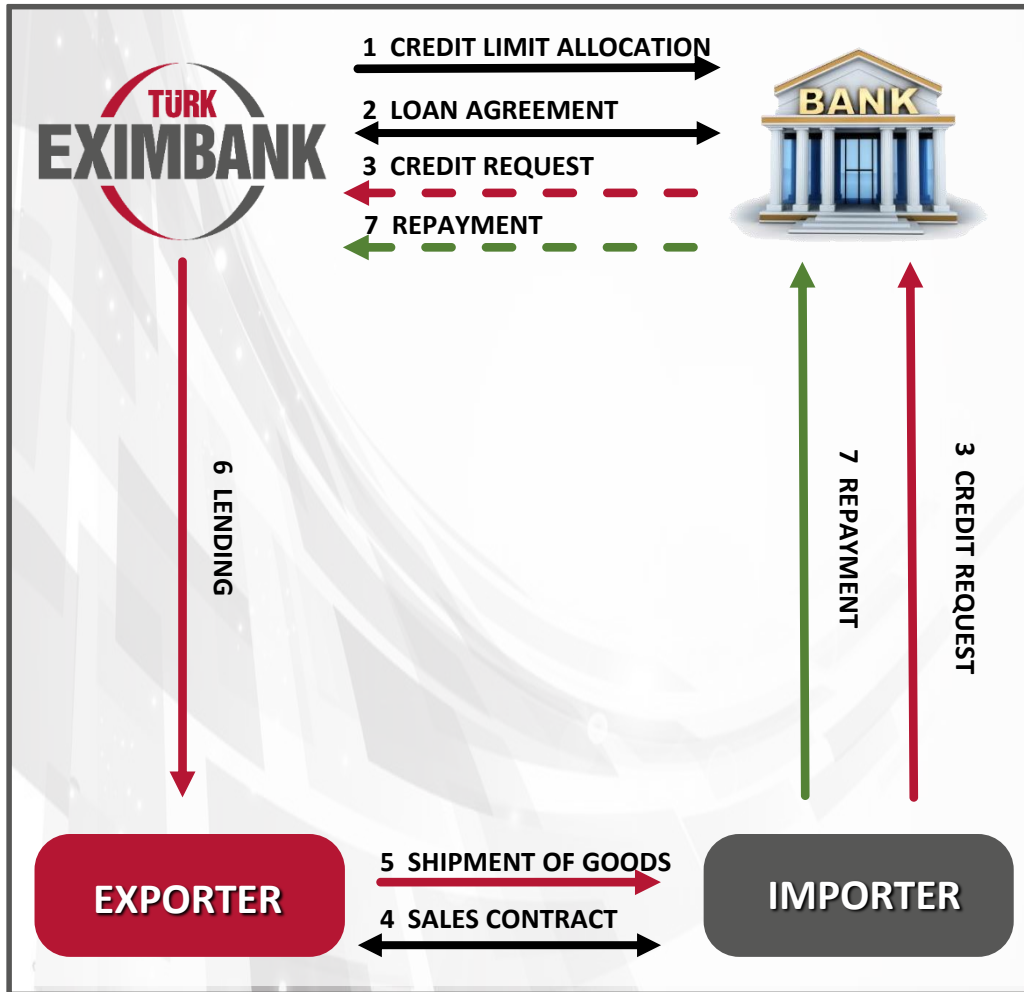 1 CREDIT LIMIT ALLOCATION
TÜRK
EXIMBANK
BANK
2 LOAN AGREEMENT
3 CREDIT REQUEST
7 REPAYMENT
6 LENDING
7 REPAYMENT
3 CREDIT REQUEST
EXPORTER
5 SHIPMENT OF GOODS
4 SALES CONTRACT
IMPORTER